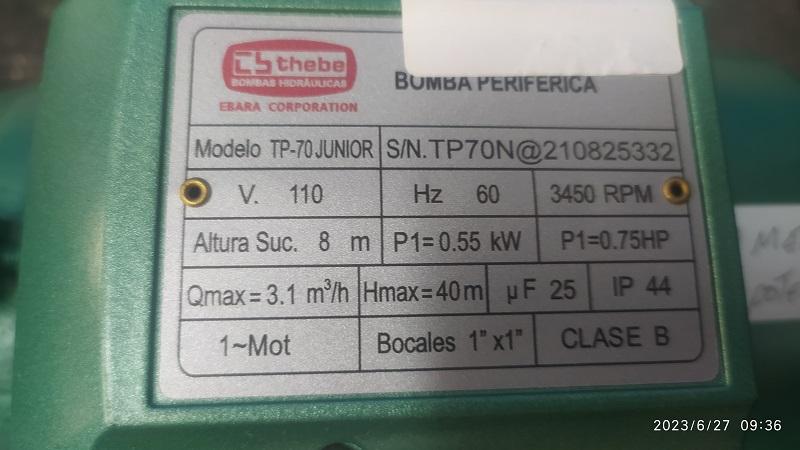 thebe
BOMBAS HIDRÁULICAS
EBARA CORPORATION
BOMBA PERIFERICA
Modelo TP-70 JUNIOR S/N. TP70N@210825332
V. 110 Hz 60 3450 RPM
Altura Suc. 8 m P1= 0.55 kW P1=0.75HP
Qmax = 3.1 m³/h Hmax=40m µF 25 IP 44
1~Mot Bocales 1" x1" CLASE B
2023/6/27 09:36